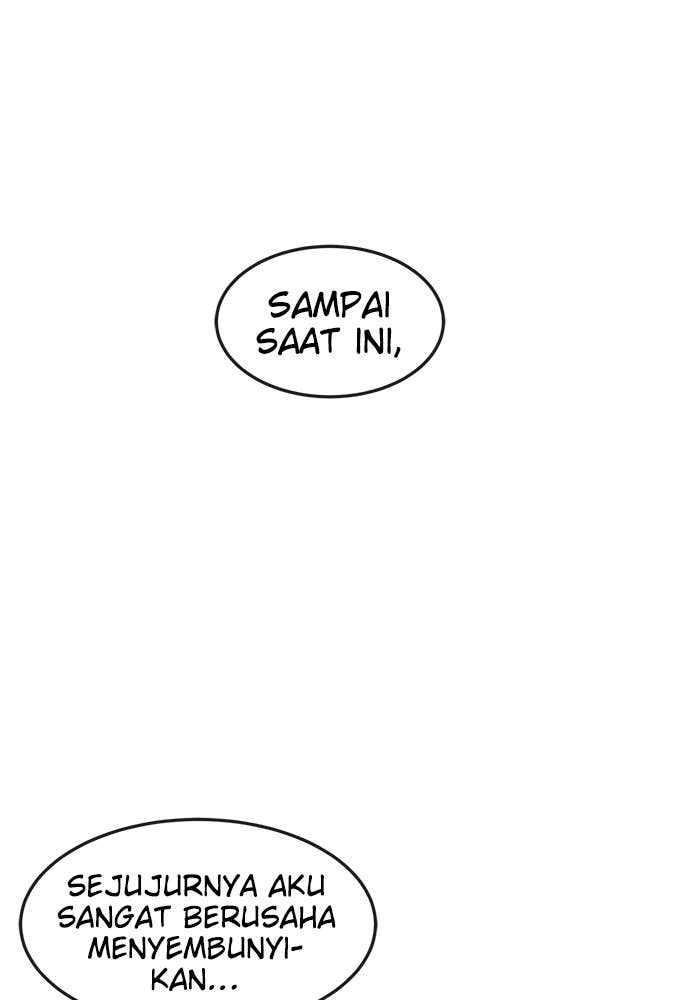 SAMPAI
SAAT INI,
SEJUJURNYA AKU
SANGAT BERUSAHA
MENYEMBUNYI-
KAN...